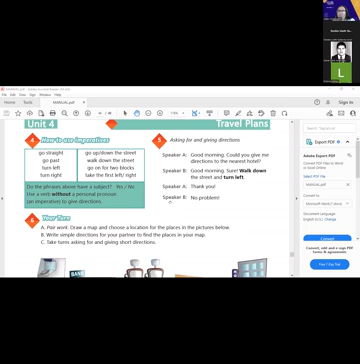 File Edit View Sign Window Help
Home Tools MANUAL.pdf
Sign In
Unit 4 Travel Plans
4 How to use imperatives
go straight
go past
turn left
turn right
go up/down the street
walk down the street
go on for two blocks
take the first left/ right
Do the phrases above have a subject? Yes / No
Use a verb without a personal pronoun
(an imperative) to give directions.
5 Asking for and giving directions
Speaker A: Good morning. Could you give me
directions to the nearest hotel?
Speaker B: Good morning. Sure! Walk down
the street and turn left.
Speaker A: Thank you!
Speaker B: No problem!
6 Your Turn
A. Pair work. Draw a map and choose a location for the places in the pictures below.
B. Write simple directions for your partner to find the places in your map.
C. Take turns asking for and giving short directions.
BANK
Export PDF
Adobe Export PDF
Convert PDF Files to Word
or Excel Online
Select PDF File
MANUAL.pdf
Convert to
Document Language:
English (U.S.) Change
Convert
Convert, edit and e-sign PDF
forms & agreements
L